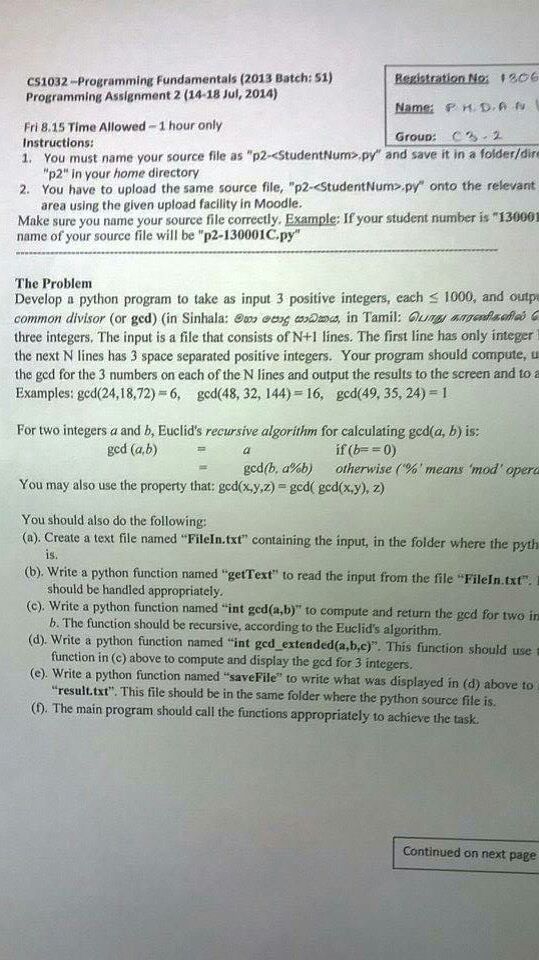 CS1032 –Programming Fundamentals (2013 Batch: S1)
Programming Assignment 2 (14-18 Jul, 2014)
Registration No: 1306
Name: P H. D. A N
Group: C3 - 2
Fri 8.15 Time Allowed – 1 hour only
Instructions:
1. You must name your source file as "p2-<StudentNum>.py" and save it in a folder/dire
"p2" in your home directory
2. You have to upload the same source file, "p2-<StudentNum>.py" onto the relevant
area using the given upload facility in Moodle.
Make sure you name your source file correctly. Example: If your student number is "130001
name of your source file will be "p2-130001C.py"
The Problem
Develop a python program to take as input 3 positive integers, each ≤ 1000, and outpu
common divisor (or gcd) (in Sinhala: මහා පොදු සාධකය, in Tamil: பொது காரணிகளில்
three integers. The input is a file that consists of N+1 lines. The first line has only integer
the next N lines has 3 space separated positive integers. Your program should compute, u
the gcd for the 3 numbers on each of the N lines and output the results to the screen and to a
Examples: gcd(24,18,72) = 6, gcd(48, 32, 144) = 16, gcd(49, 35, 24) = 1
For two integers a and b, Euclid's recursive algorithm for calculating gcd(a, b) is:
gcd (a,b) = a if (b= = 0)
= gcd(b, a%b) otherwise ('%' means 'mod' opera
You may also use the property that: gcd(x,y,z) = gcd( gcd(x,y), z)
You should also do the following:
(a). Create a text file named "FileIn.txt" containing the input, in the folder where the pyth
is.
(b). Write a python function named "getText" to read the input from the file "FileIn.txt".
should be handled appropriately.
(c). Write a python function named "int gcd(a,b)" to compute and return the gcd for two in
b. The function should be recursive, according to the Euclid's algorithm.
(d). Write a python function named "int gcd_extended(a,b,c)". This function should use
function in (c) above to compute and display the gcd for 3 integers.
(e). Write a python function named "saveFile" to write what was displayed in (d) above to
"result.txt". This file should be in the same folder where the python source file is.
(f). The main program should call the functions appropriately to achieve the task.
Continued on next page